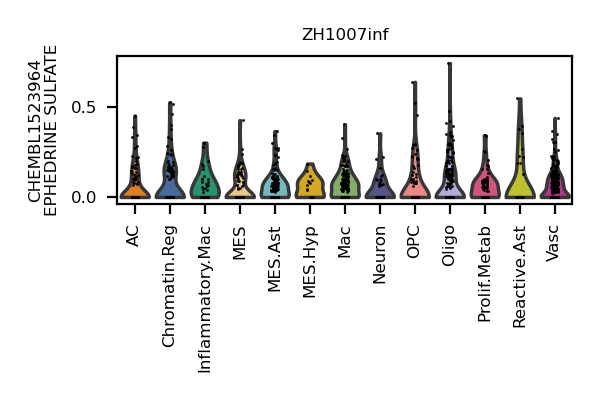 ZH1007inf
CHEMBL1523964
EPHEDRINE SULFATE
0.5
0.0
AC
Chromatin.Reg
Inflammatory.Mac
MES
MES.Ast
MES.Hyp
Mac
Neuron
OPC
Oligo
Prolif.Metab
Reactive.Ast
Vasc